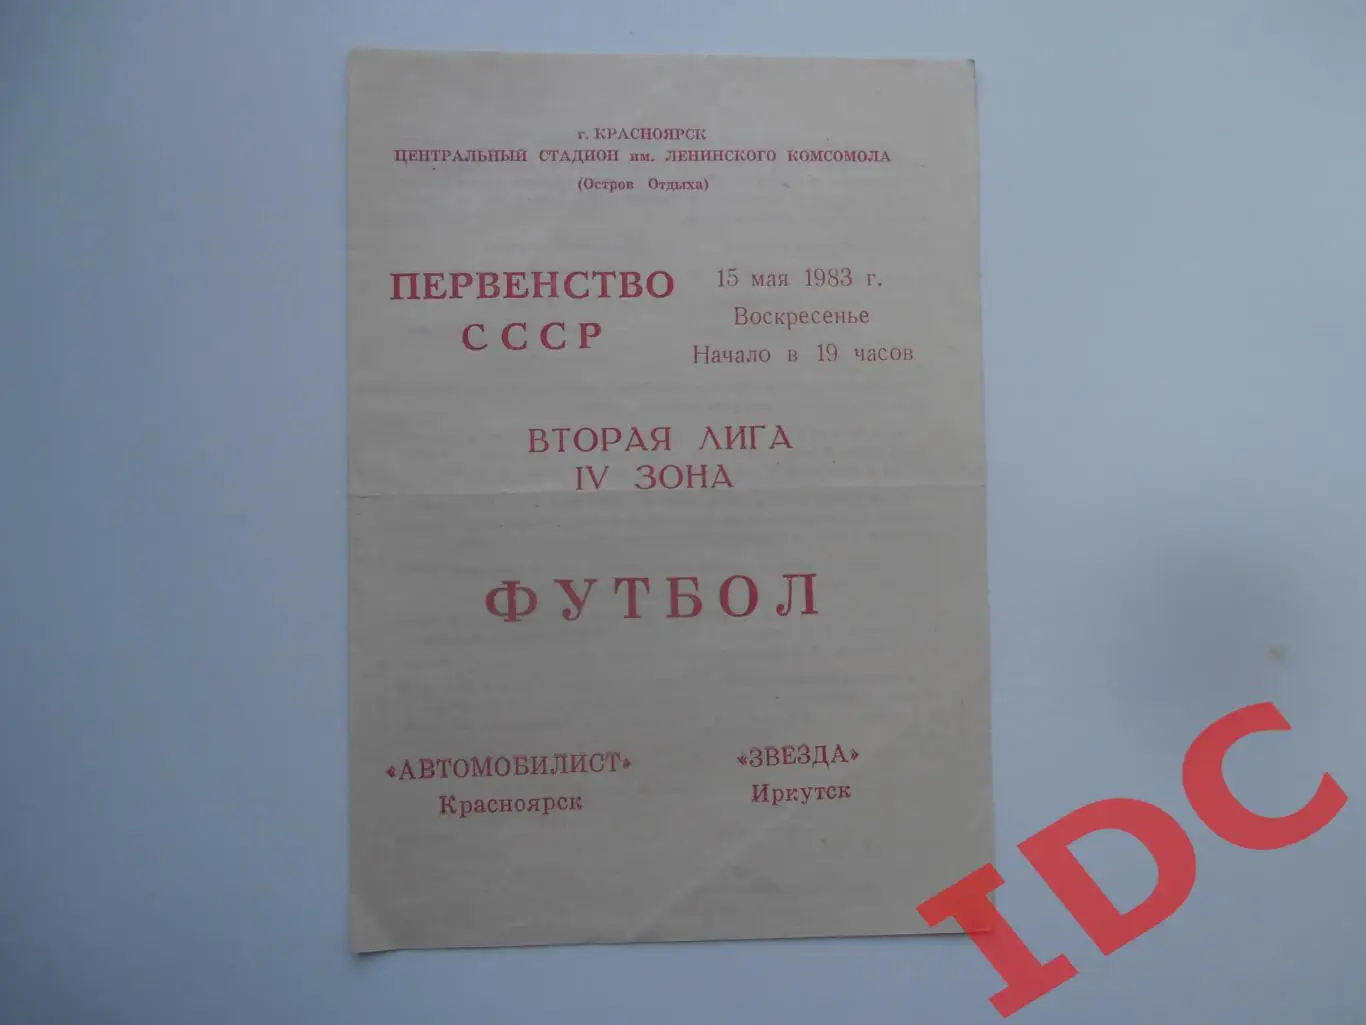 г. КРАСНОЯРСК
ЦЕНТРАЛЬНЫЙ СТАДИОН им. ЛЕНИНСКОГО КОМСОМОЛА
(Остров Отдыха)
ПЕРВЕНСТВО
СССР
15 мая 1983 г.
Воскресенье
Начало в 19 часов
ВТОРАЯ ЛИГА
IV ЗОНА
ФУТБОЛ
«АВТОМОБИЛИСТ»
Красноярск
«ЗВЕЗДА»
Иркутск
IDC